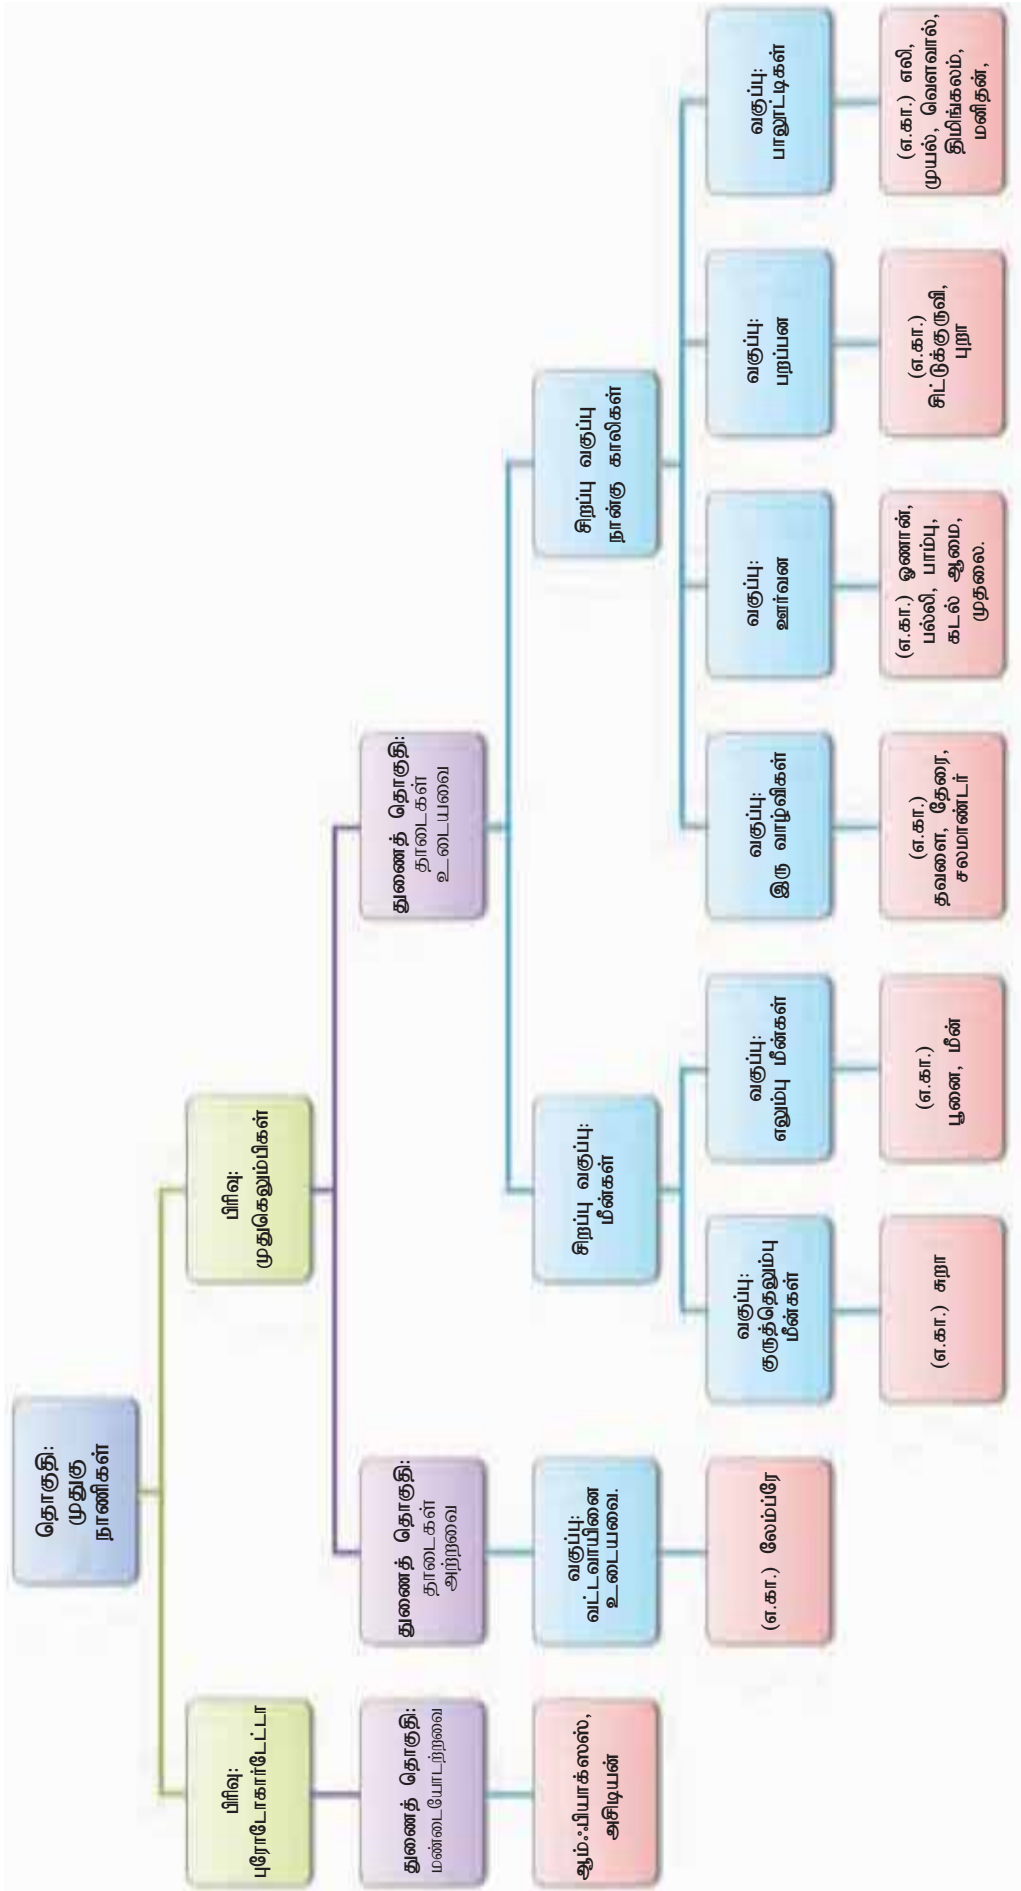 தொகுதி:
முதுகு
நாணிகள்
பிரிவு:
புரோடோகார்டேட்டா
பிரிவு:
முதுகெலும்பிகள்
துணைத் தொகுதி:
மண்டையோடற்றவை
துணைத் தொகுதி:
தாடைகள்
அற்றவை
துணைத் தொகுதி:
தாடைகள்
உடையவை
ஆம்ஃபியாக்ஸஸ்,
அசிடியன்
வகுப்பு:
வட்டவாயினை
உடையவை.
சிறப்பு வகுப்பு:
மீன்கள்
சிறப்பு வகுப்பு
நான்கு காலிகள்
(எ.கா.) லேம்ப்ரே
வகுப்பு:
குருத்தெலும்பு
மீன்கள்
வகுப்பு:
எலும்பு மீன்கள்
வகுப்பு:
இரு வாழ்விகள்
வகுப்பு:
ஊர்வன
வகுப்பு:
பறப்பன
வகுப்பு:
பாலூட்டிகள்
(எ.கா.) சுறா
(எ.கா.)
பூனை, மீன்
(எ.கா.)
தவளை, தேரை,
சலமாண்டர்
(எ.கா.) ஓணான்,
பல்லி, பாம்பு,
கடல் ஆமை,
முதலை.
(எ.கா.)
சிட்டுக்குருவி,
புறா
(எ.கா.) எலி,
முயல், வௌவால்,
திமிங்கலம்,
மனிதன்,